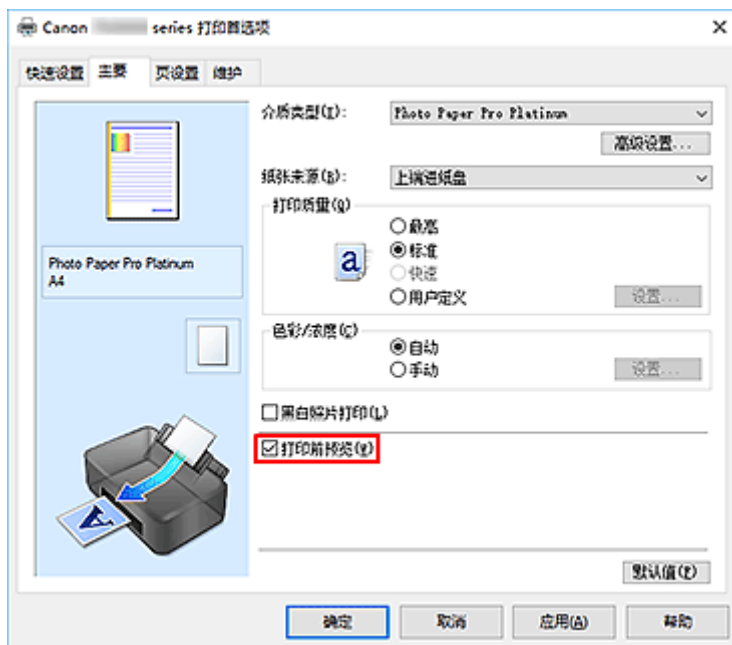 Canon series 打印首选项
快速设置 主要 页设置 维护
介质类型(I): Photo Paper Pro Platinum
高级设置...
纸张来源(S): 上端进纸盘
打印质量(Q)
最高
标准
快速
用户定义 设置...
Photo Paper Pro Platinum
A4
色彩/浓度(C)
自动
手动 设置...
黑白照片打印(L)
打印前预览(V)
默认值(F)
确定 取消 应用(A) 帮助